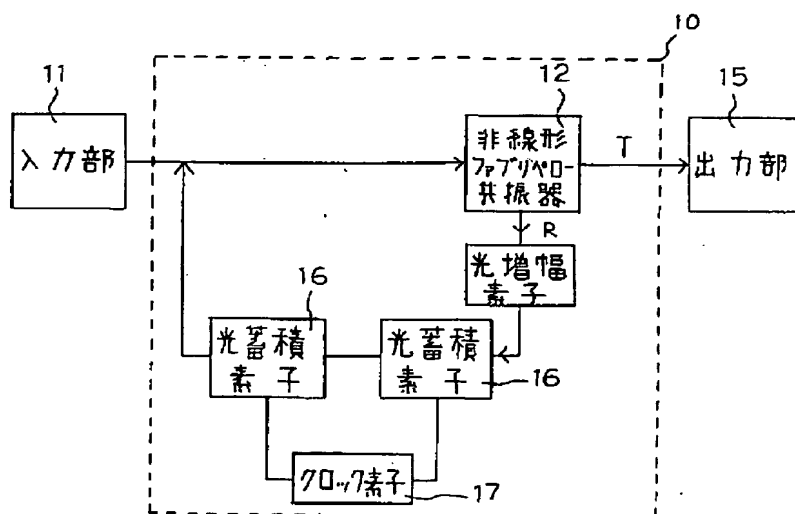 10
11
入力部
12
非線形
ファブリペロー
共振器
T
15
出力部
R
光増幅
素子
16
光蓄積
素子
光蓄積
素子
16
クロック素子
17